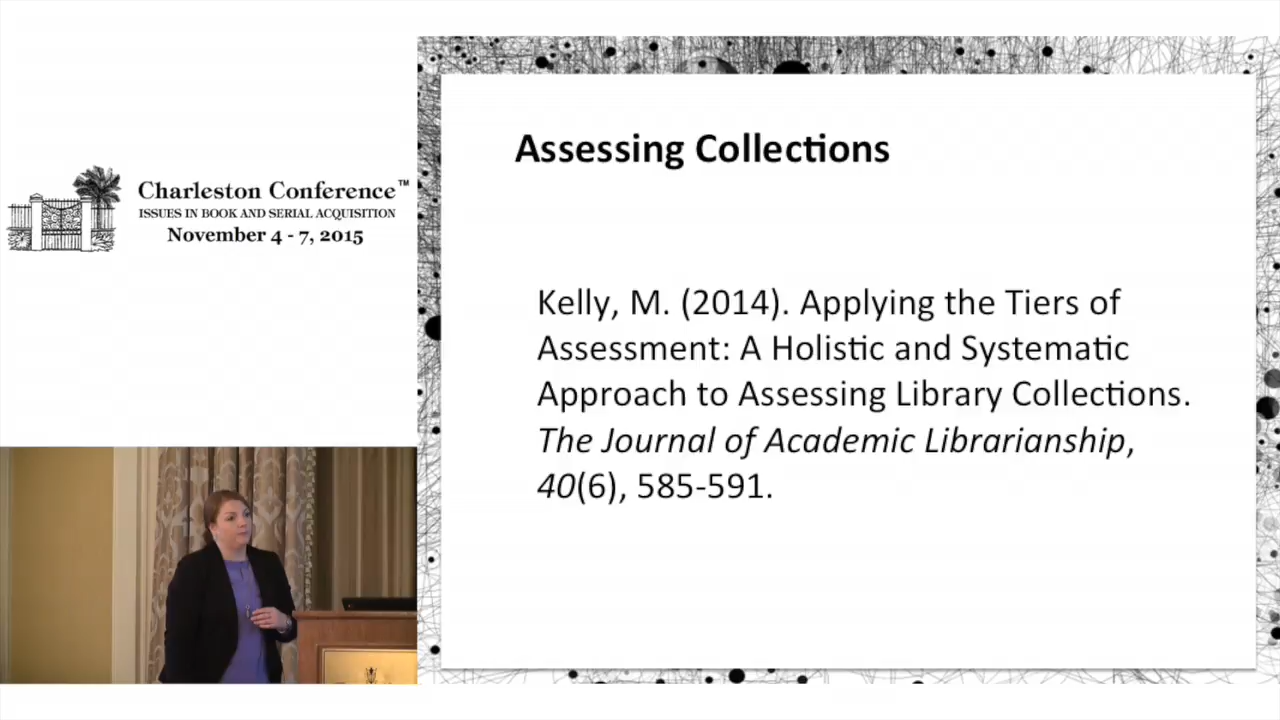 Charleston Conference™
ISSUES IN BOOK AND SERIAL ACQUISITION
November 4 - 7, 2015
Assessing Collections
Kelly, M. (2014). Applying the Tiers of
Assessment: A Holistic and Systematic
Approach to Assessing Library Collections.
The Journal of Academic Librarianship,
40(6), 585-591.